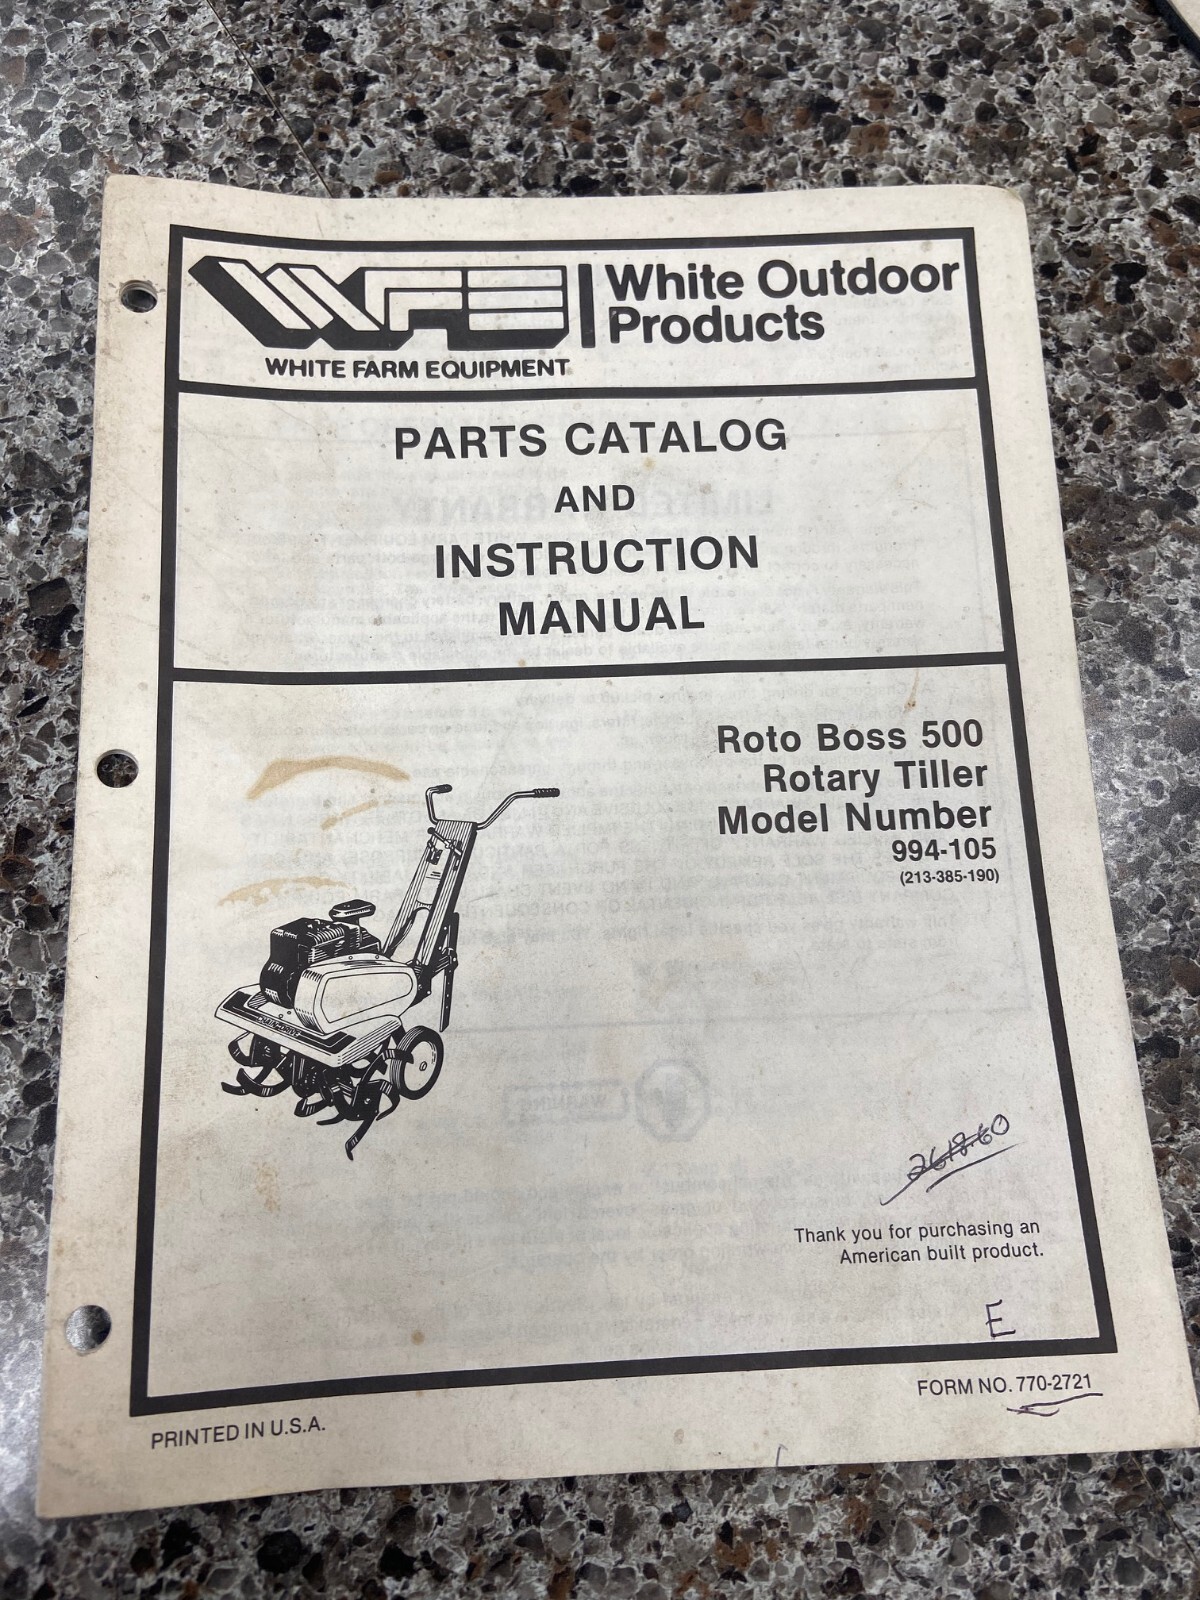 WFE
White Outdoor
Products
WHITE FARM EQUIPMENT
PARTS CATALOG
AND
INSTRUCTION
MANUAL
Roto Boss 500
Rotary Tiller
Model Number
994-105
(213-385-190)
Thank you for purchasing an
American built product.
E
FORM NO. 770-2721
PRINTED IN U.S.A.